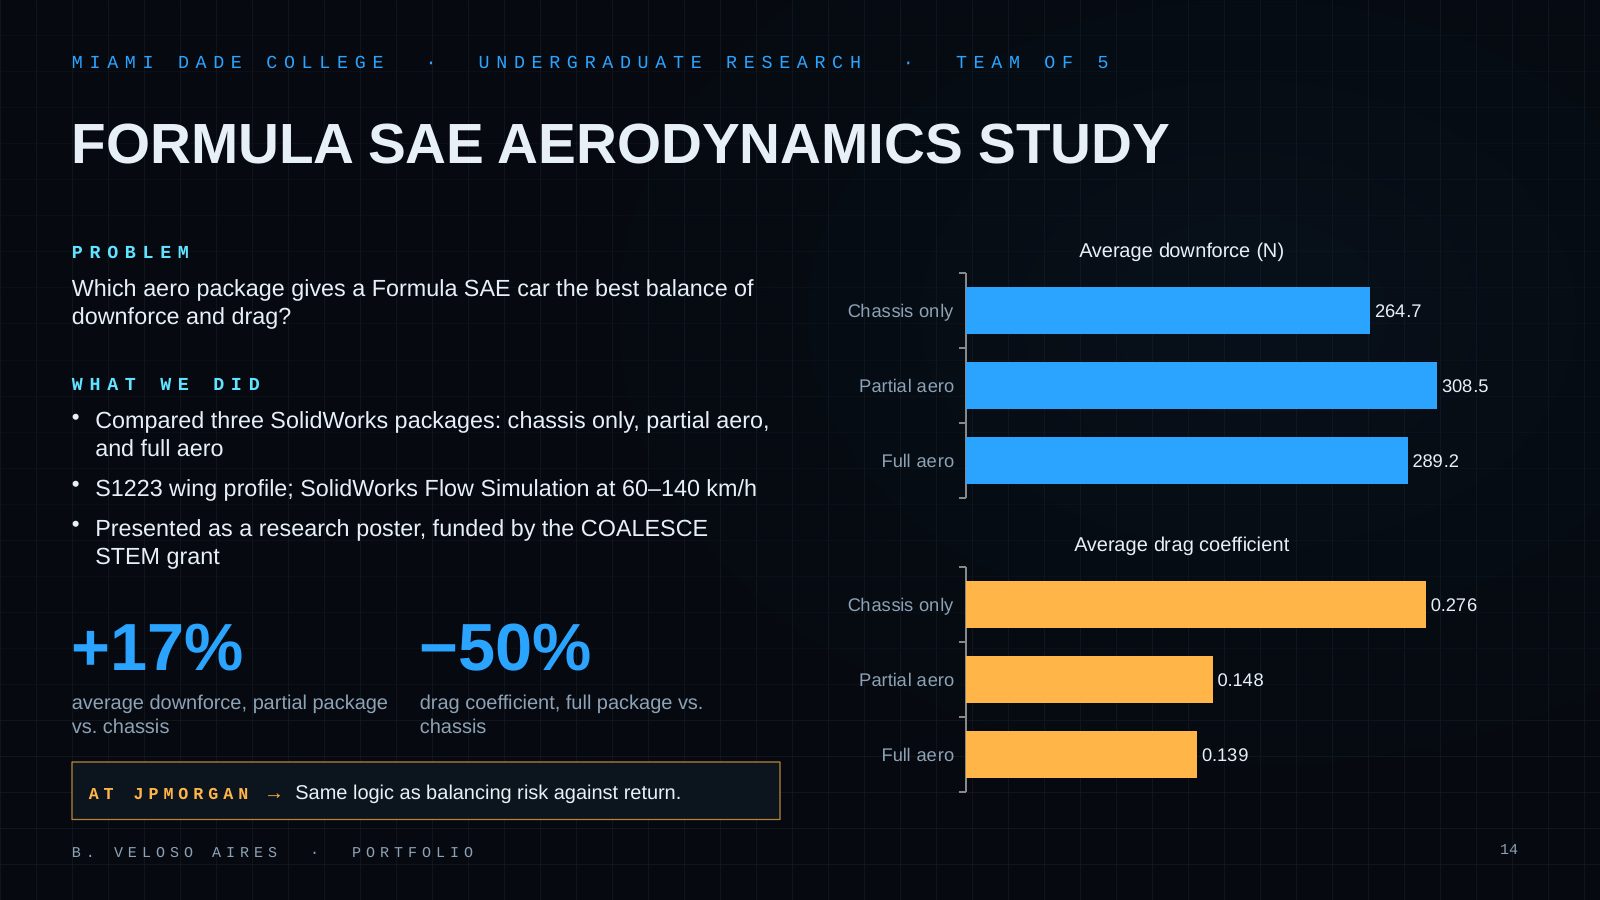 MIAMI DADE COLLEGE · UNDERGRADUATE RESEARCH · TEAM OF 5
FORMULA SAE AERODYNAMICS STUDY
PROBLEM
Which aero package gives a Formula SAE car the best balance of
downforce and drag?
WHAT WE DID
• Compared three SolidWorks packages: chassis only, partial aero,
and full aero
• S1223 wing profile; SolidWorks Flow Simulation at 60–140 km/h
• Presented as a research poster, funded by the COALESCE
STEM grant
+17%
average downforce, partial package
vs. chassis
−50%
drag coefficient, full package vs.
chassis
AT JPMORGAN → Same logic as balancing risk against return.
Average downforce (N)
Chassis only 264.7
Partial aero 308.5
Full aero 289.2
Average drag coefficient
Chassis only 0.276
Partial aero 0.148
Full aero 0.139
B. VELOSO AIRES · PORTFOLIO
14